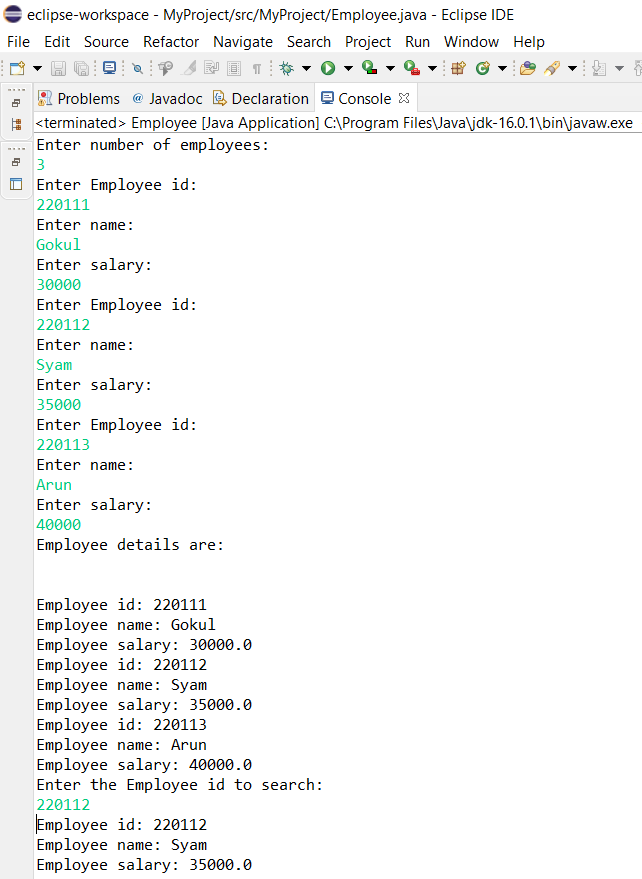 eclipse-workspace - MyProject/src/MyProject/Employee.java - Eclipse IDE
File Edit Source Refactor Navigate Search Project Run Window Help
Problems @ Javadoc Declaration Console
<terminated> Employee [Java Application] C:\Program Files\Java\jdk-16.0.1\bin\javaw.exe
Enter number of employees:
3
Enter Employee id:
220111
Enter name:
Gokul
Enter salary:
30000
Enter Employee id:
220112
Enter name:
Syam
Enter salary:
35000
Enter Employee id:
220113
Enter name:
Arun
Enter salary:
40000
Employee details are:
Employee id: 220111
Employee name: Gokul
Employee salary: 30000.0
Employee id: 220112
Employee name: Syam
Employee salary: 35000.0
Employee id: 220113
Employee name: Arun
Employee salary: 40000.0
Enter the Employee id to search:
220112
Employee id: 220112
Employee name: Syam
Employee salary: 35000.0